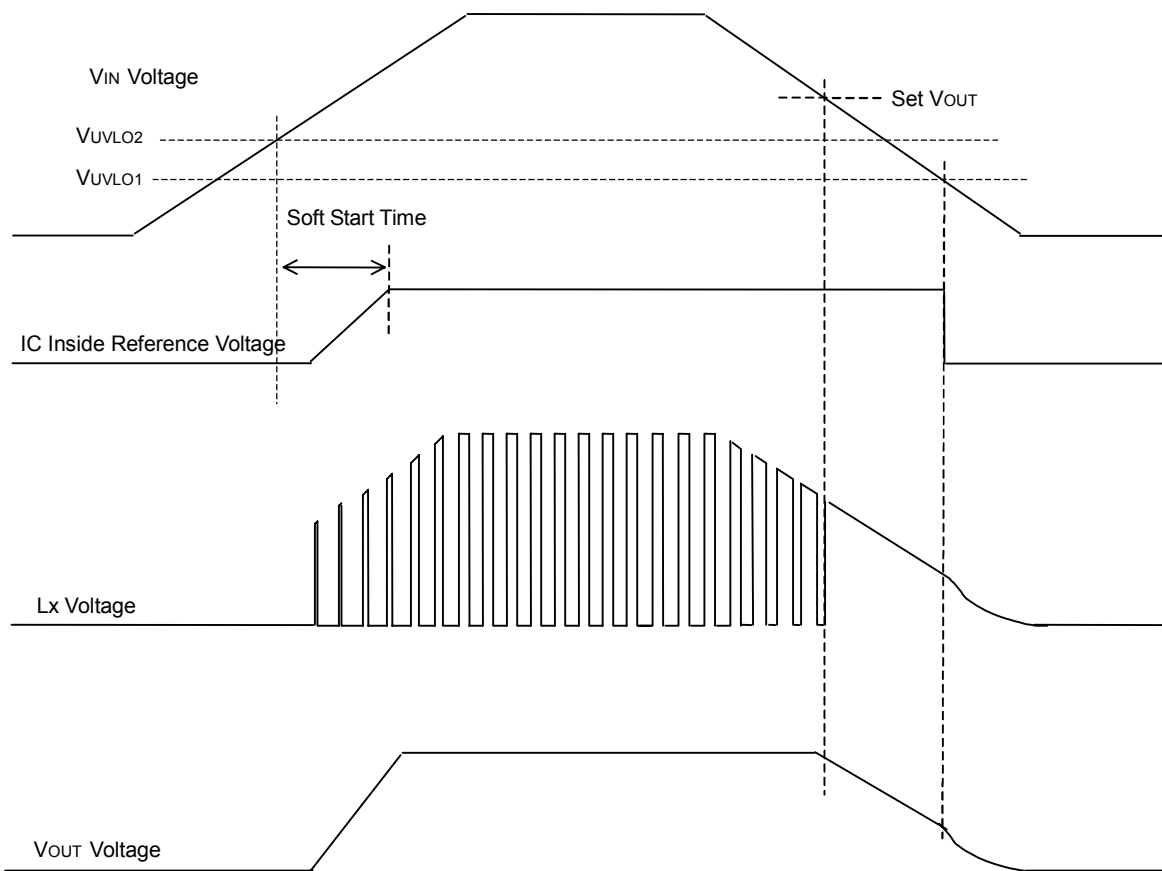 VIN Voltage
Set VOUT
VUVLO2
VUVLO1
Soft Start Time
IC Inside Reference Voltage
Lx Voltage
VOUT Voltage